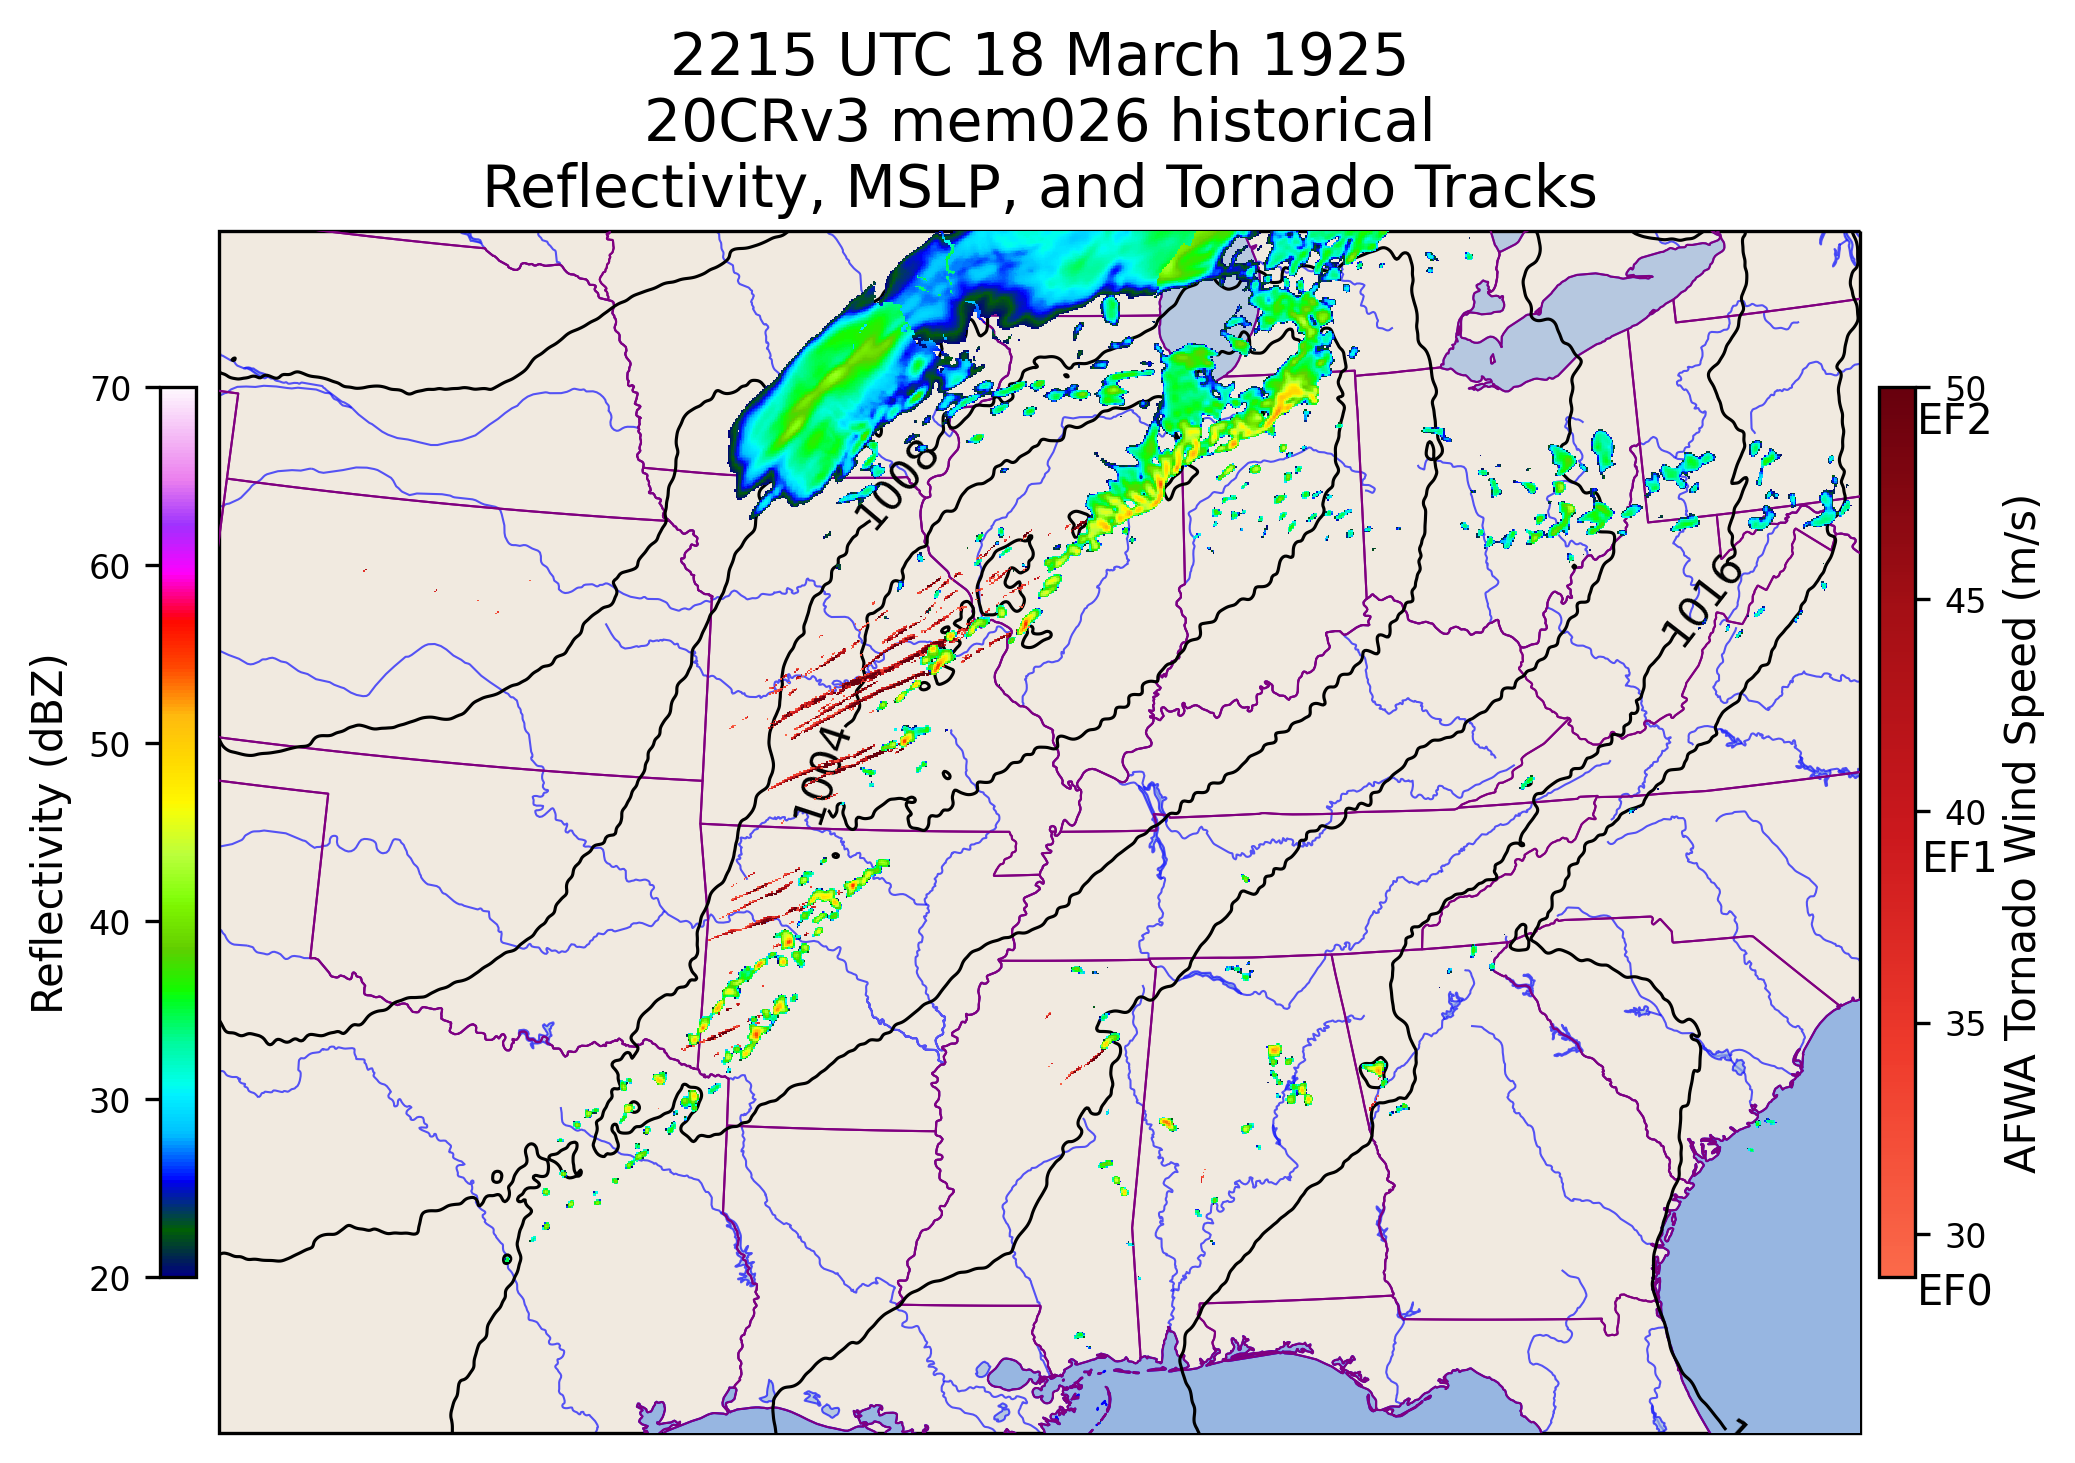 2215 UTC 18 March 1925
20CRv3 mem026 historical
Reflectivity, MSLP, and Tornado Tracks
70
60
50
40
30
20
Reflectivity (dBZ)
1008
1004
1016
50
EF2
45
40
EF1
35
30
EF0
AFWA Tornado Wind Speed (m/s)